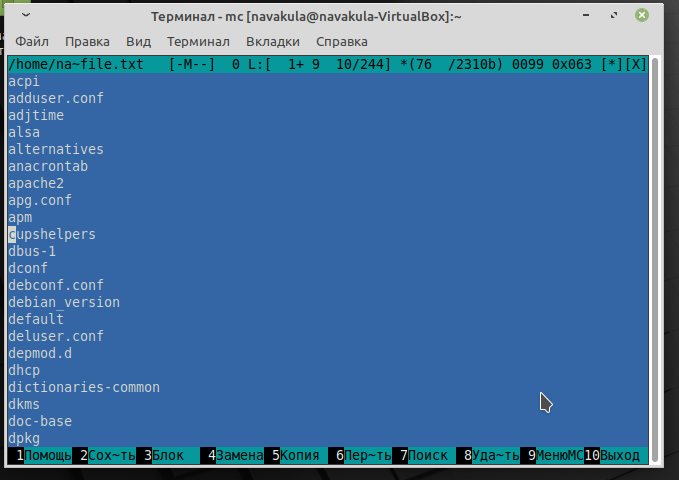 Терминал - mc [navakula@navakula-VirtualBox]:~
Файл Правка Вид Терминал Вкладки Справка
/home/na~file.txt [-M--] 0 L:[ 1+ 9 10/244] *(76 /2310b) 0099 0x063 [*][X]
acpi
adduser.conf
adjtime
alsa
alternatives
anacrontab
apache2
apg.conf
apm
cupshelpers
dbus-1
dconf
debconf.conf
debian_version
default
deluser.conf
depmod.d
dhcp
dictionaries-common
dkms
doc-base
dpkg
1Помощь 2Сох~ть 3Блок 4Замена 5Копия 6Пер~ть 7Поиск 8Уда~ть 9МенюMC 10Выход